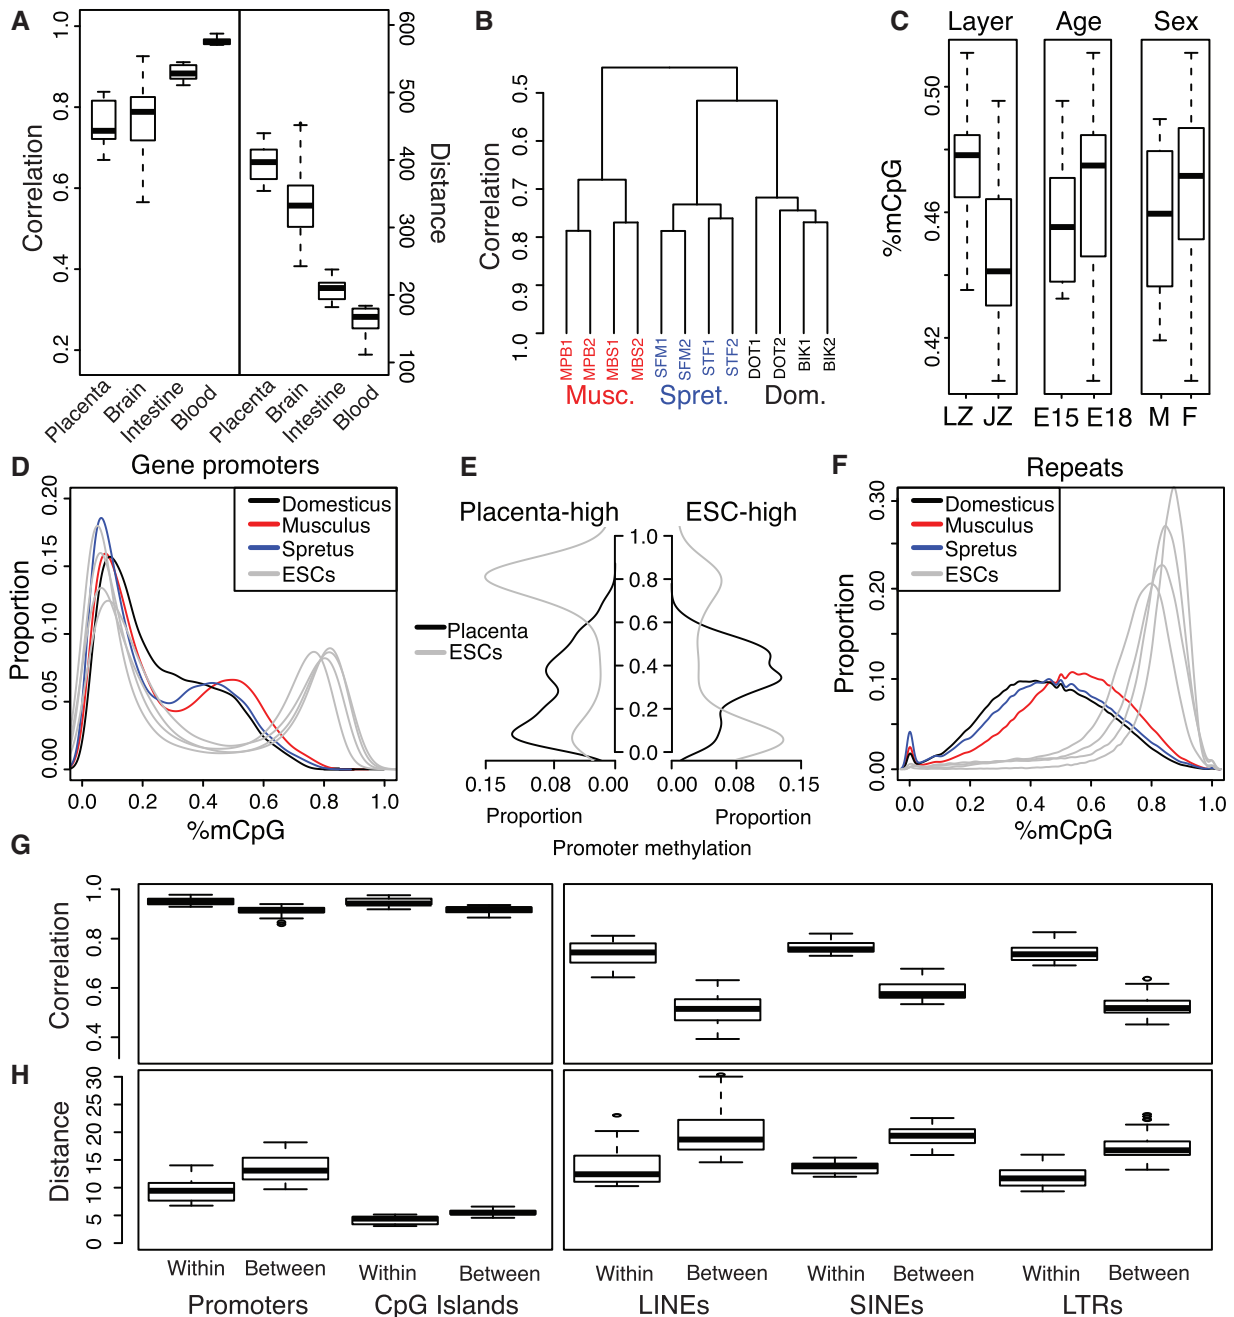 A
Correlation
1.0
0.8
0.6
0.4
0.2
600
500
400
300
200
100
Distance
Placenta
Brain
Intestine
Blood
Placenta
Brain
Intestine
Blood
B
Correlation
0.5
0.6
0.7
0.8
0.9
1.0
MPB1
MPB2
MBS1
MBS2
SFM1
SFM2
STF1
STF2
DOT1
DOT2
BIK1
BIK2
Musc. Spret. Dom.
C
Layer Age Sex
%mCpG
0.50
0.46
0.42
LZ JZ E15 E18 M F
D
Gene promoters
Domesticus
Musculus
Spretus
ESCs
Proportion
0.20
0.15
0.10
0.05
0.00
0.0 0.2 0.4 0.6 0.8 1.0
%mCpG
E
Placenta-high ESC-high
Placenta
ESCs
1.0
0.8
0.6
0.4
0.2
0.0
0.15 0.08 0.00 0.00 0.08 0.15
Proportion Proportion
Promoter methylation
F
Repeats
Domesticus
Musculus
Spretus
ESCs
Proportion
0.30
0.20
0.10
0.00
0.0 0.2 0.4 0.6 0.8 1.0
%mCpG
G
Correlation
1.0
0.8
0.6
0.4
H
Distance
30
25
20
15
10
5
0
Within Between Within Between Within Between Within Between Within Between
Promoters CpG Islands LINEs SINEs LTRs